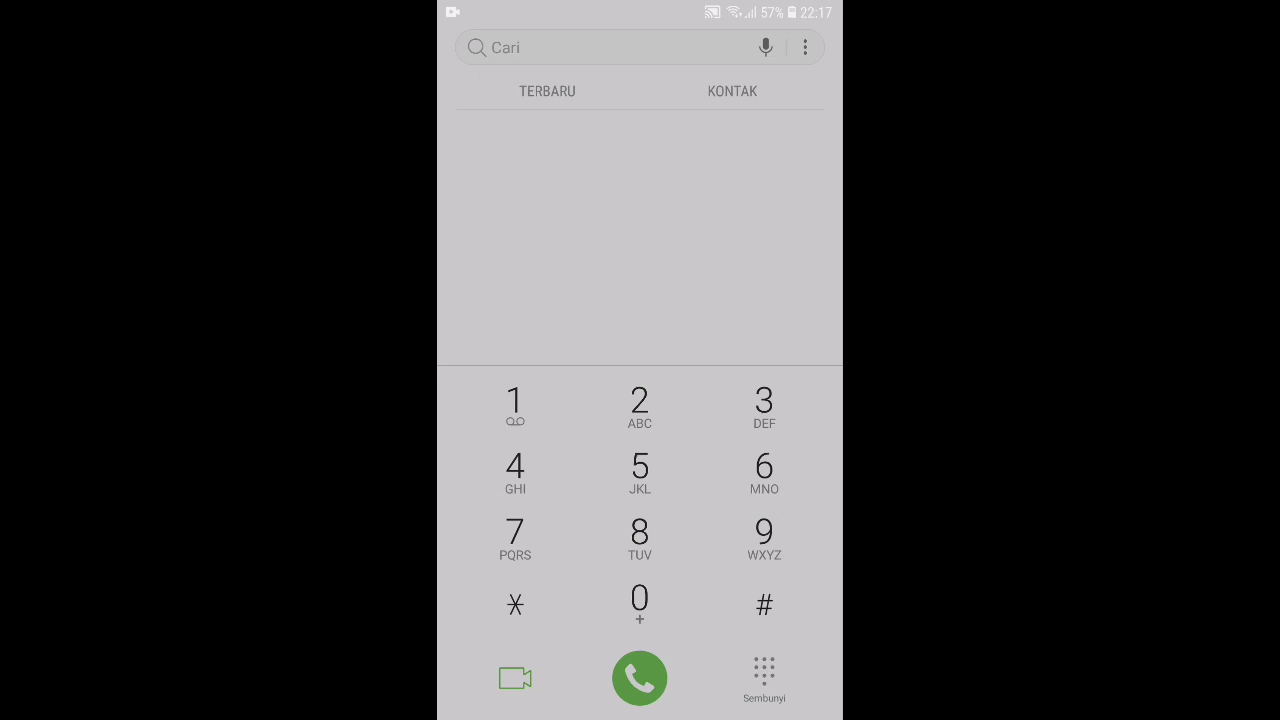 57% 22:17
Cari
TERBARU KONTAK
1 2 3
ABC DEF
4 5 6
GHI JKL MNO
7 8 9
PQRS TUV WXYZ
* 0 #
+
Sembunyi